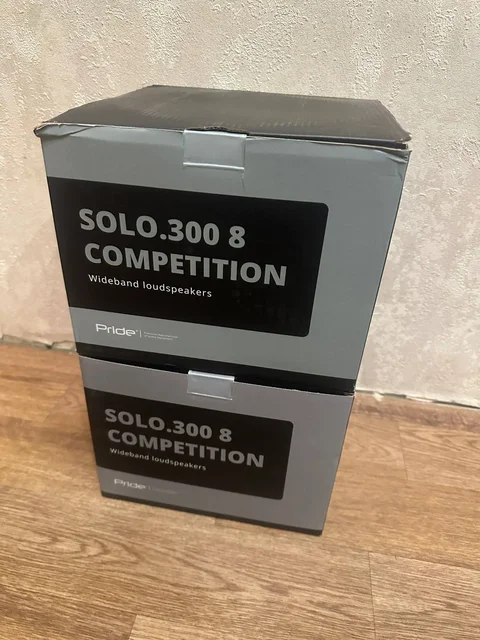 SOLO.300 8
COMPETITION
Wideband loudspeakers
Pride
SOLO.300 8
COMPETITION
Wideband loudspeakers
Pride